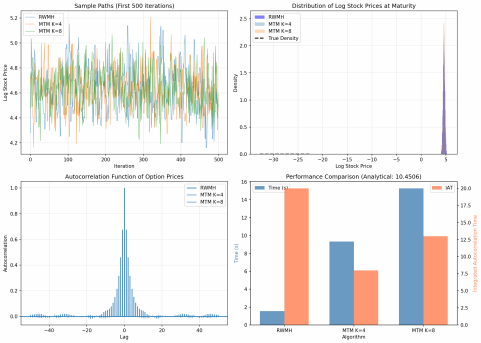 Sample Paths (First 500 iterations)
RWMH
MTM K=4
MTM K=8
Log Stock Price
5.2
5.0
4.8
4.6
4.4
4.2
0
100
200
300
400
500
Iteration
Distribution of Log Stock Prices at Maturity
RWMH
MTM K=4
MTM K=8
True Density
Density
2.5
2.0
1.5
1.0
0.5
0.0
−30
−25
−20
−15
−10
−5
0
5
Log Stock Price
Autocorrelation Function of Option Prices
RWMH
MTM K=4
MTM K=8
Autocorrelation
1.0
0.8
0.6
0.4
0.2
0.0
−40
−20
0
20
40
Lag
Performance Comparison (Analytical: 10.4506)
Time (s)
IAT
Time (s)
16
14
12
10
8
6
4
2
0
20.0
17.5
15.0
12.5
10.0
7.5
5.0
2.5
0.0
Integrated Autocorrelation Time
RWMH
MTM K=4
MTM K=8
Algorithm